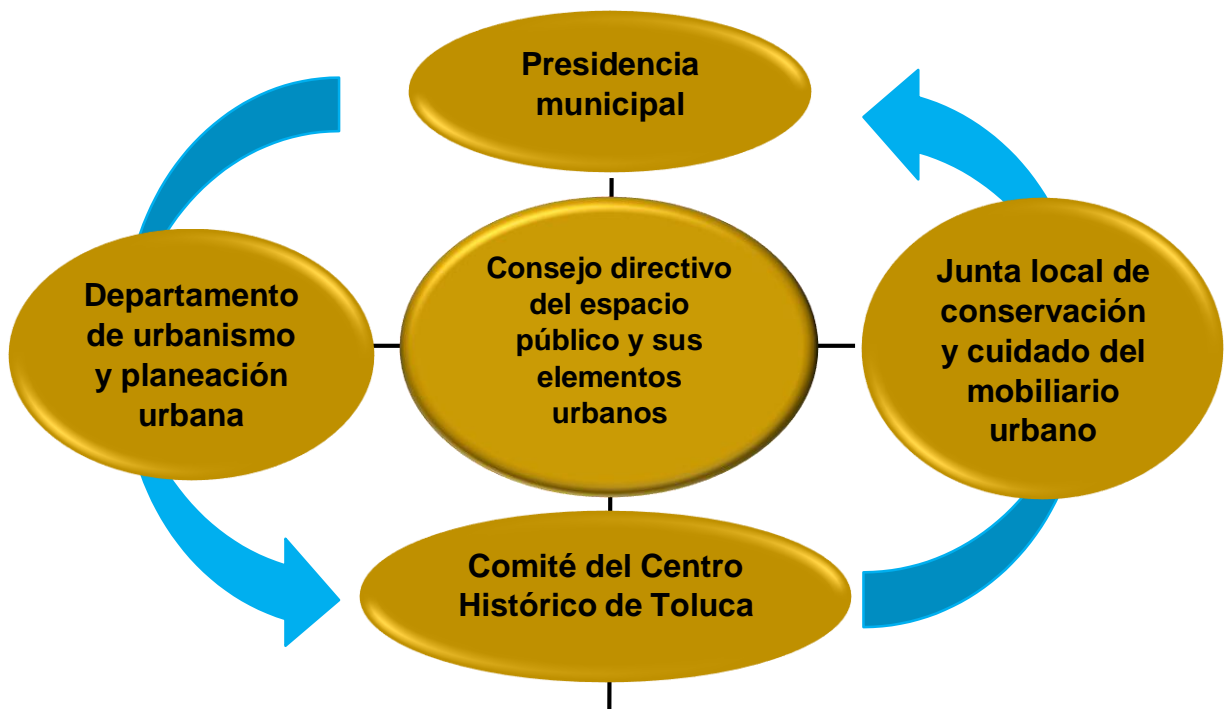 Presidencia
municipal
Departamento
de urbanismo
y planeación
urbana
Consejo directivo
del espacio
público y sus
elementos
urbanos
Junta local de
conservación
y cuidado del
mobiliario
urbano
Comité del Centro
Histórico de Toluca